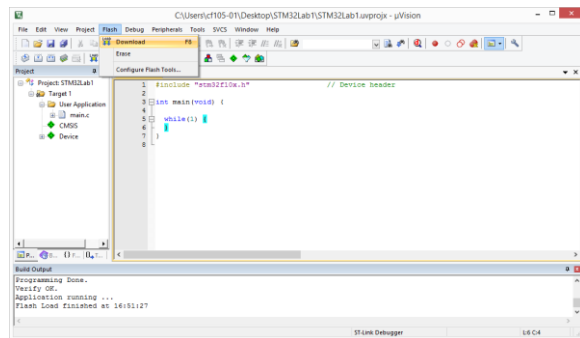 C:\Users\cf105-01\Desktop\STM32Lab1\STM32Lab1.uvprojx - µVision
File Edit View Project Flash Debug Peripherals Tools SVCS Window Help
Download F8
Erase
Configure Flash Tools...
Project
Project: STM32Lab1
Target 1
User Application
main.c
CMSIS
Device
1 #include "stm32f10x.h" // Device header
2
3 int main(void) {
4
5 while(1) {
6 }
7 }
8
Build Output
Programming Done.
Verify OK.
Application running ...
Flash Load finished at 16:51:27
ST-Link Debugger L:6 C:4